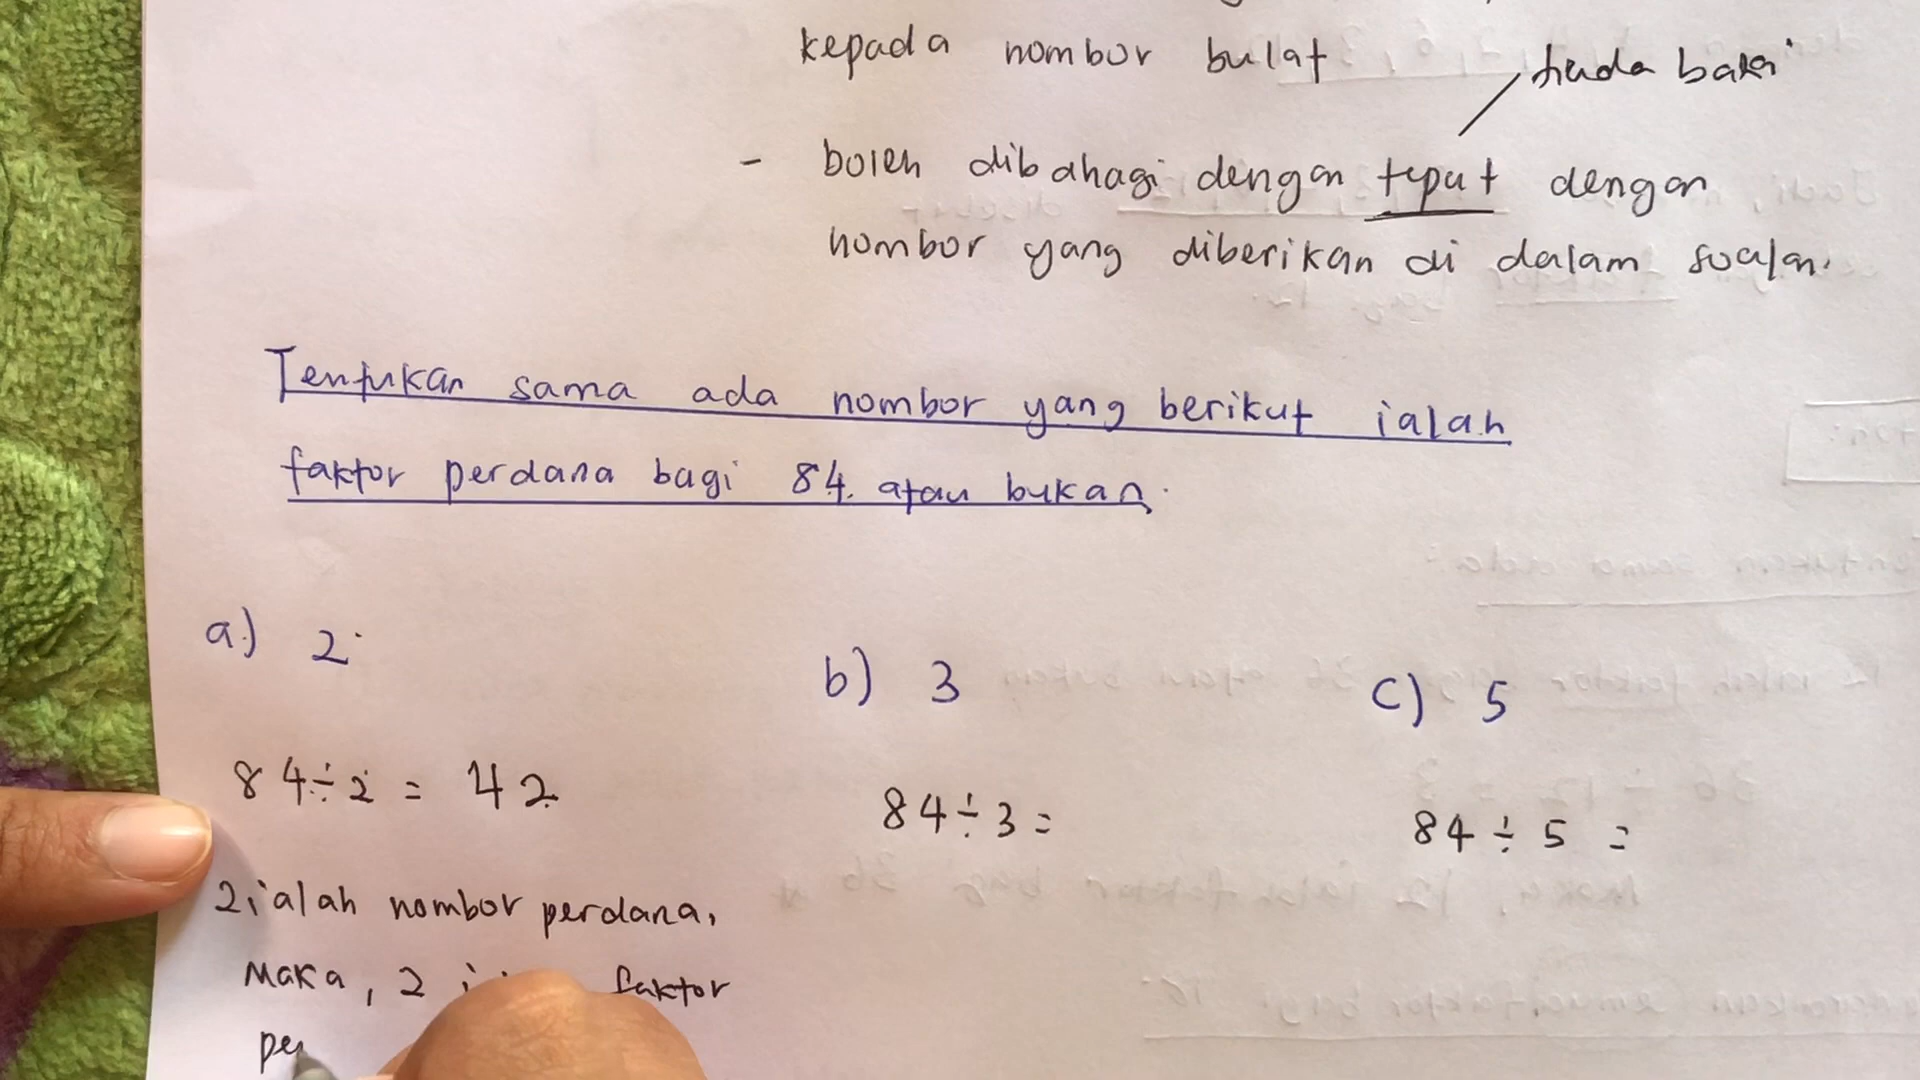 kepada nombor bulat
tiada baki
- boleh dibahagi dengan tepat dengan
nombor yang diberikan di dalam soalan.
Tentukan sama ada nombor yang berikut ialah
faktor perdana bagi 84. atau bukan.
a) 2
b) 3
c) 5
84 ÷ 2 = 42
84 ÷ 3 =
84 ÷ 5 =
2 ialah nombor perdana,
Maka, 2 faktor
pe